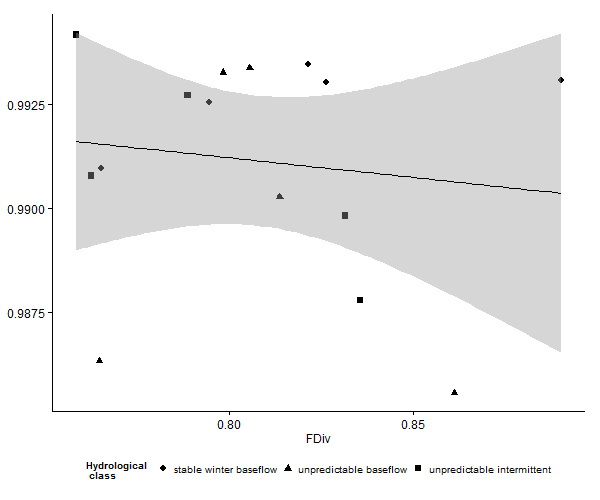 0.9925
0.9900
0.9875
0.80 0.85
FDiv
Hydrological
class
stable winter baseflow unpredictable baseflow unpredictable intermittent